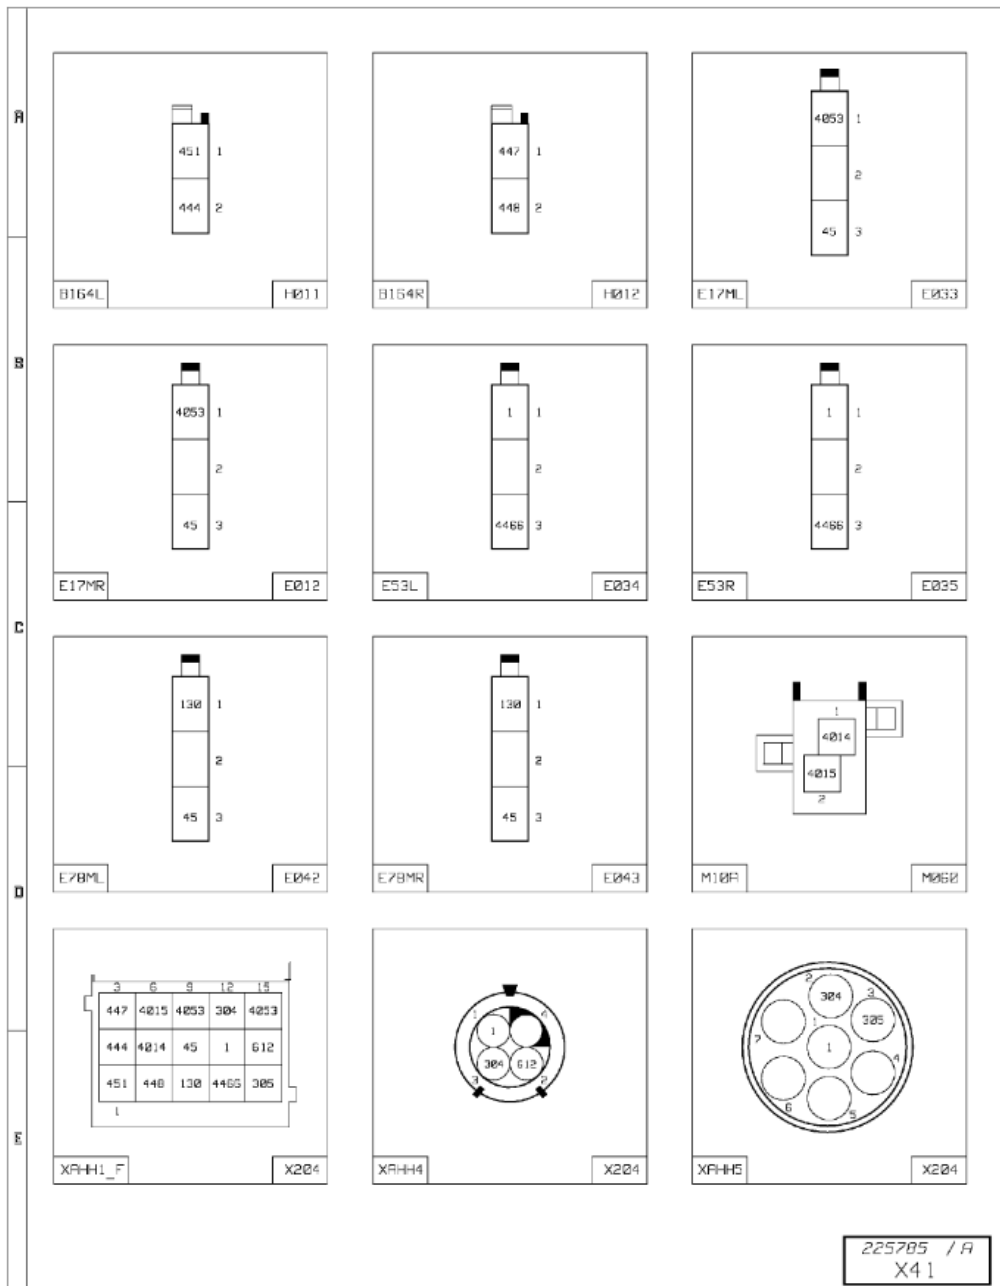 A
451 1
444 2
B164L H011
447 1
448 2
B164R H012
4053 1
2
45 3
E17ML E033
B
4053 1
2
45 3
E17MR E012
1 1
2
4466 3
E53L E034
1 1
2
4466 3
E53R E035
C
130 1
2
45 3
E78ML E042
130 1
2
45 3
E78MR E043
1
4014
4015
2
M10A M060
D
3 6 9 12 15
447 4015 4053 304 4053
444 4014 45 1 612
451 448 130 4466 305
1
XAHH1_F X204
1 4
1
304 612
3 2
XAHH4 X204
2
304 3
1 305
7 1
4
6 5
XAHH5 X204
E
225785 / A
X41